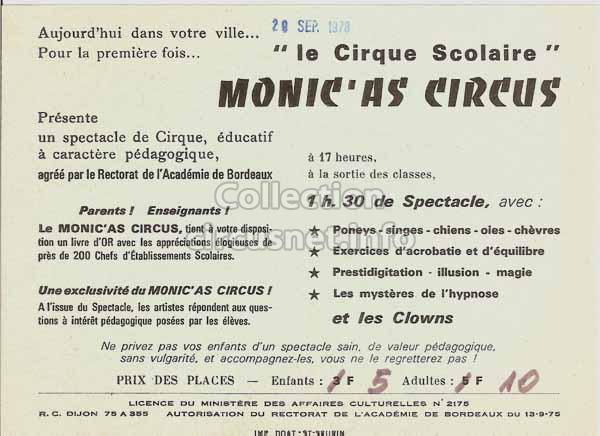 Aujourd'hui dans votre ville...
28 SEP. 1978
Pour la première fois...
" le Cirque Scolaire "
MONIC'AS CIRCUS
Présente
un spectacle de Cirque, éducatif
à caractère pédagogique,
agréé par le Rectorat de l'Académie de Bordeaux
à 17 heures,
à la sortie des classes,
Collection
circusnet.info
Parents ! Enseignants !
Le MONIC'AS CIRCUS, tient à votre disposi-
tion un livre d'OR avec les appréciations élogieuses de
près de 200 Chefs d'Établissements Scolaires.
Une exclusivité du MONIC'AS CIRCUS !
A l'issue du Spectacle, les artistes répondent aux ques-
tions à intérêt pédagogique posées par les élèves.
1 h. 30 de Spectacle, avec :
★ Poneys - singes - chiens - oies - chèvres
★ Exercices d'acrobatie et d'équilibre
★ Prestidigitation - illusion - magie
★ Les mystères de l'hypnose
et les Clowns
Ne privez pas vos enfants d'un spectacle sain, de valeur pédagogique,
sans vulgarité, et accompagnez-les, vous ne le regretterez pas !
PRIX DES PLACES — Enfants : 3 F 5 Adultes : 5 F 10
LICENCE DU MINISTÈRE DES AFFAIRES CULTURELLES N° 2175
R. C. DIJON 75 A 355 AUTORISATION DU RECTORAT DE L'ACADÉMIE DE BORDEAUX DU 13-9-75